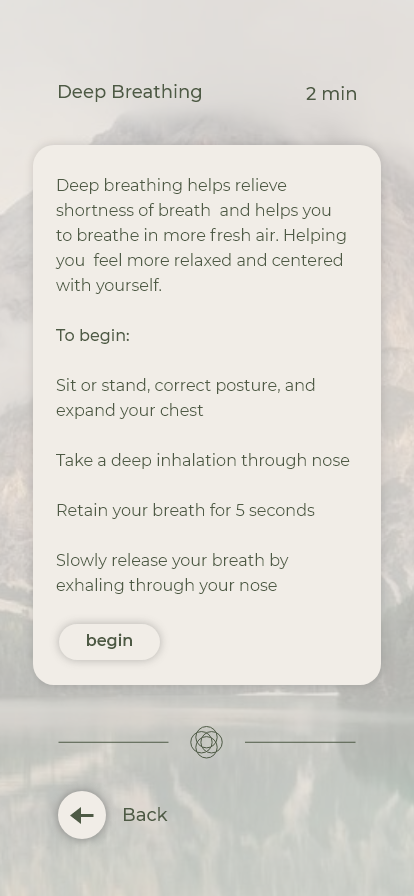 Deep Breathing
2 min
Deep breathing helps relieve
shortness of breath  and helps you
to breathe in more fresh air. Helping
you  feel more relaxed and centered
with yourself.
To begin:
Sit or stand, correct posture, and
expand your chest
Take a deep inhalation through nose
Retain your breath for 5 seconds
Slowly release your breath by
exhaling through your nose
begin
Back